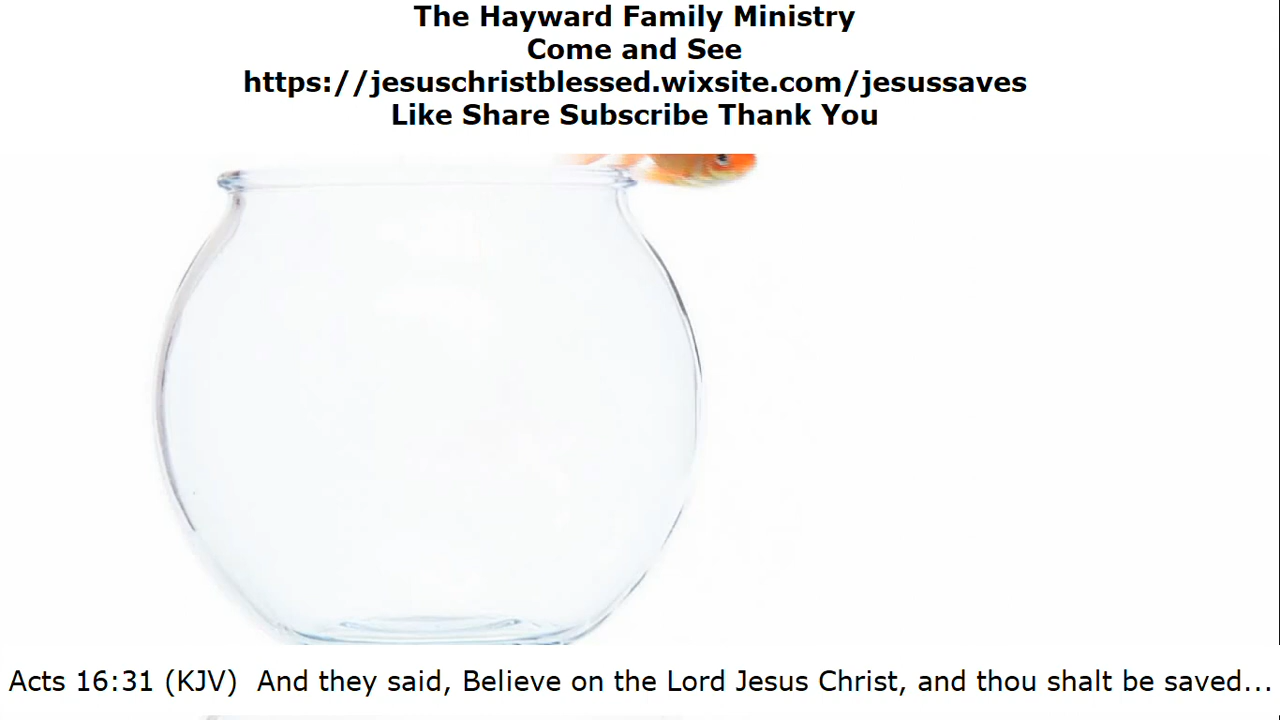 The Hayward Family Ministry
Come and See
https://jesuschristblessed.wixsite.com/jesussaves
Like Share Subscribe Thank You
Acts 16:31 (KJV)  And they said, Believe on the Lord Jesus Christ, and thou shalt be saved...